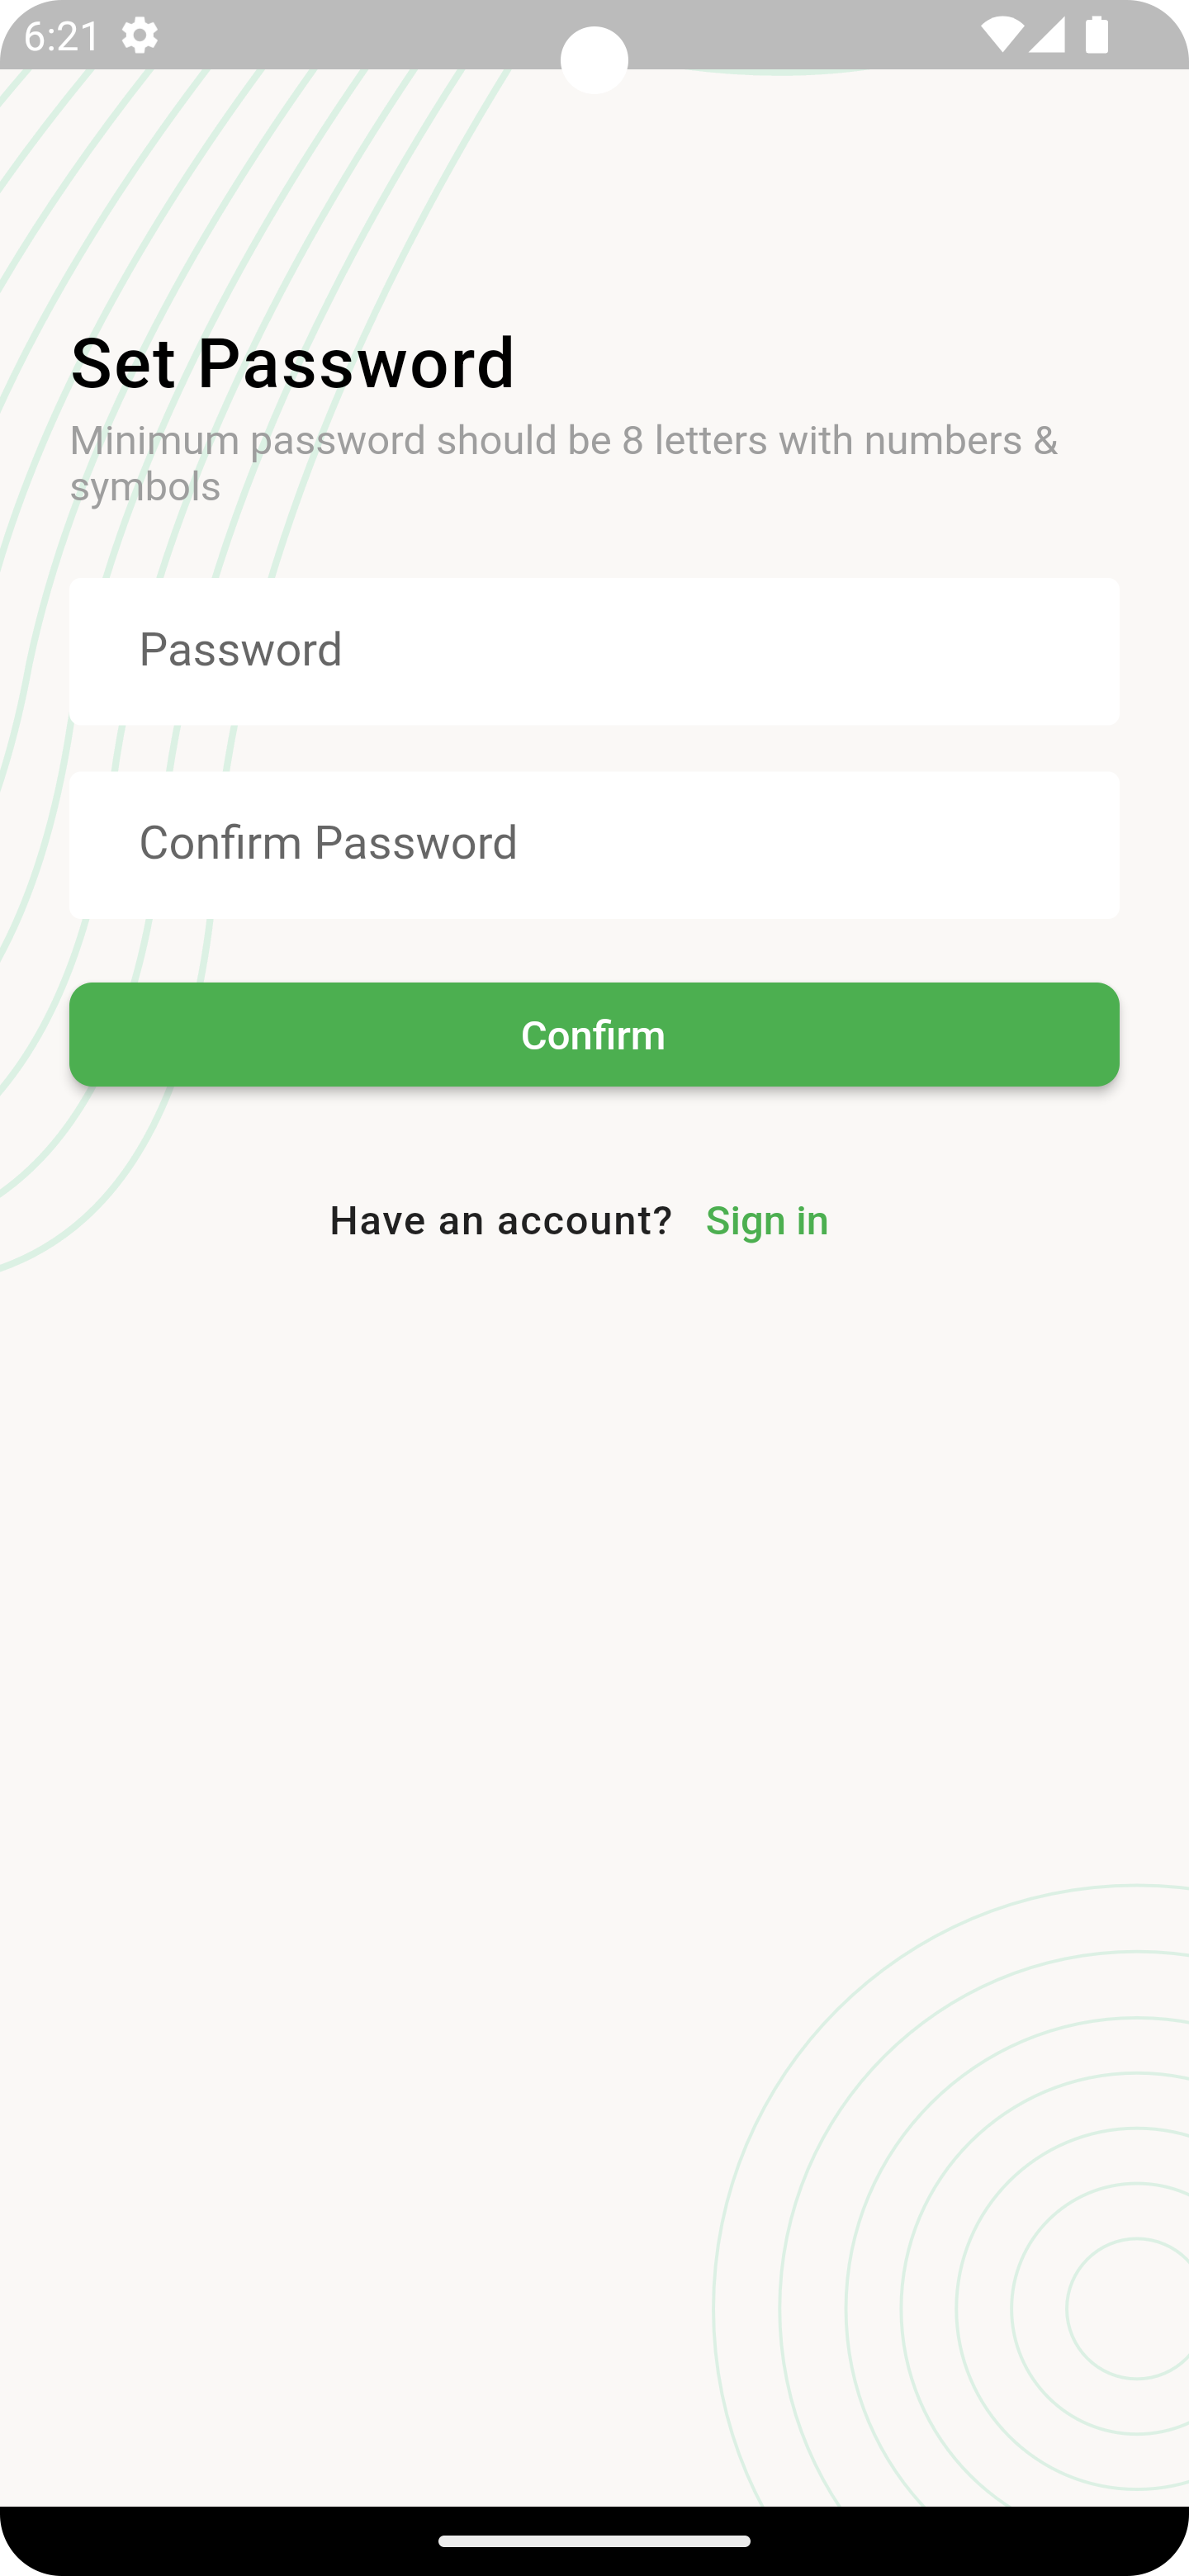 6:21
Set Password
Minimum password should be 8 letters with numbers &
symbols
Password
Confirm Password
Confirm
Have an account? Sign in